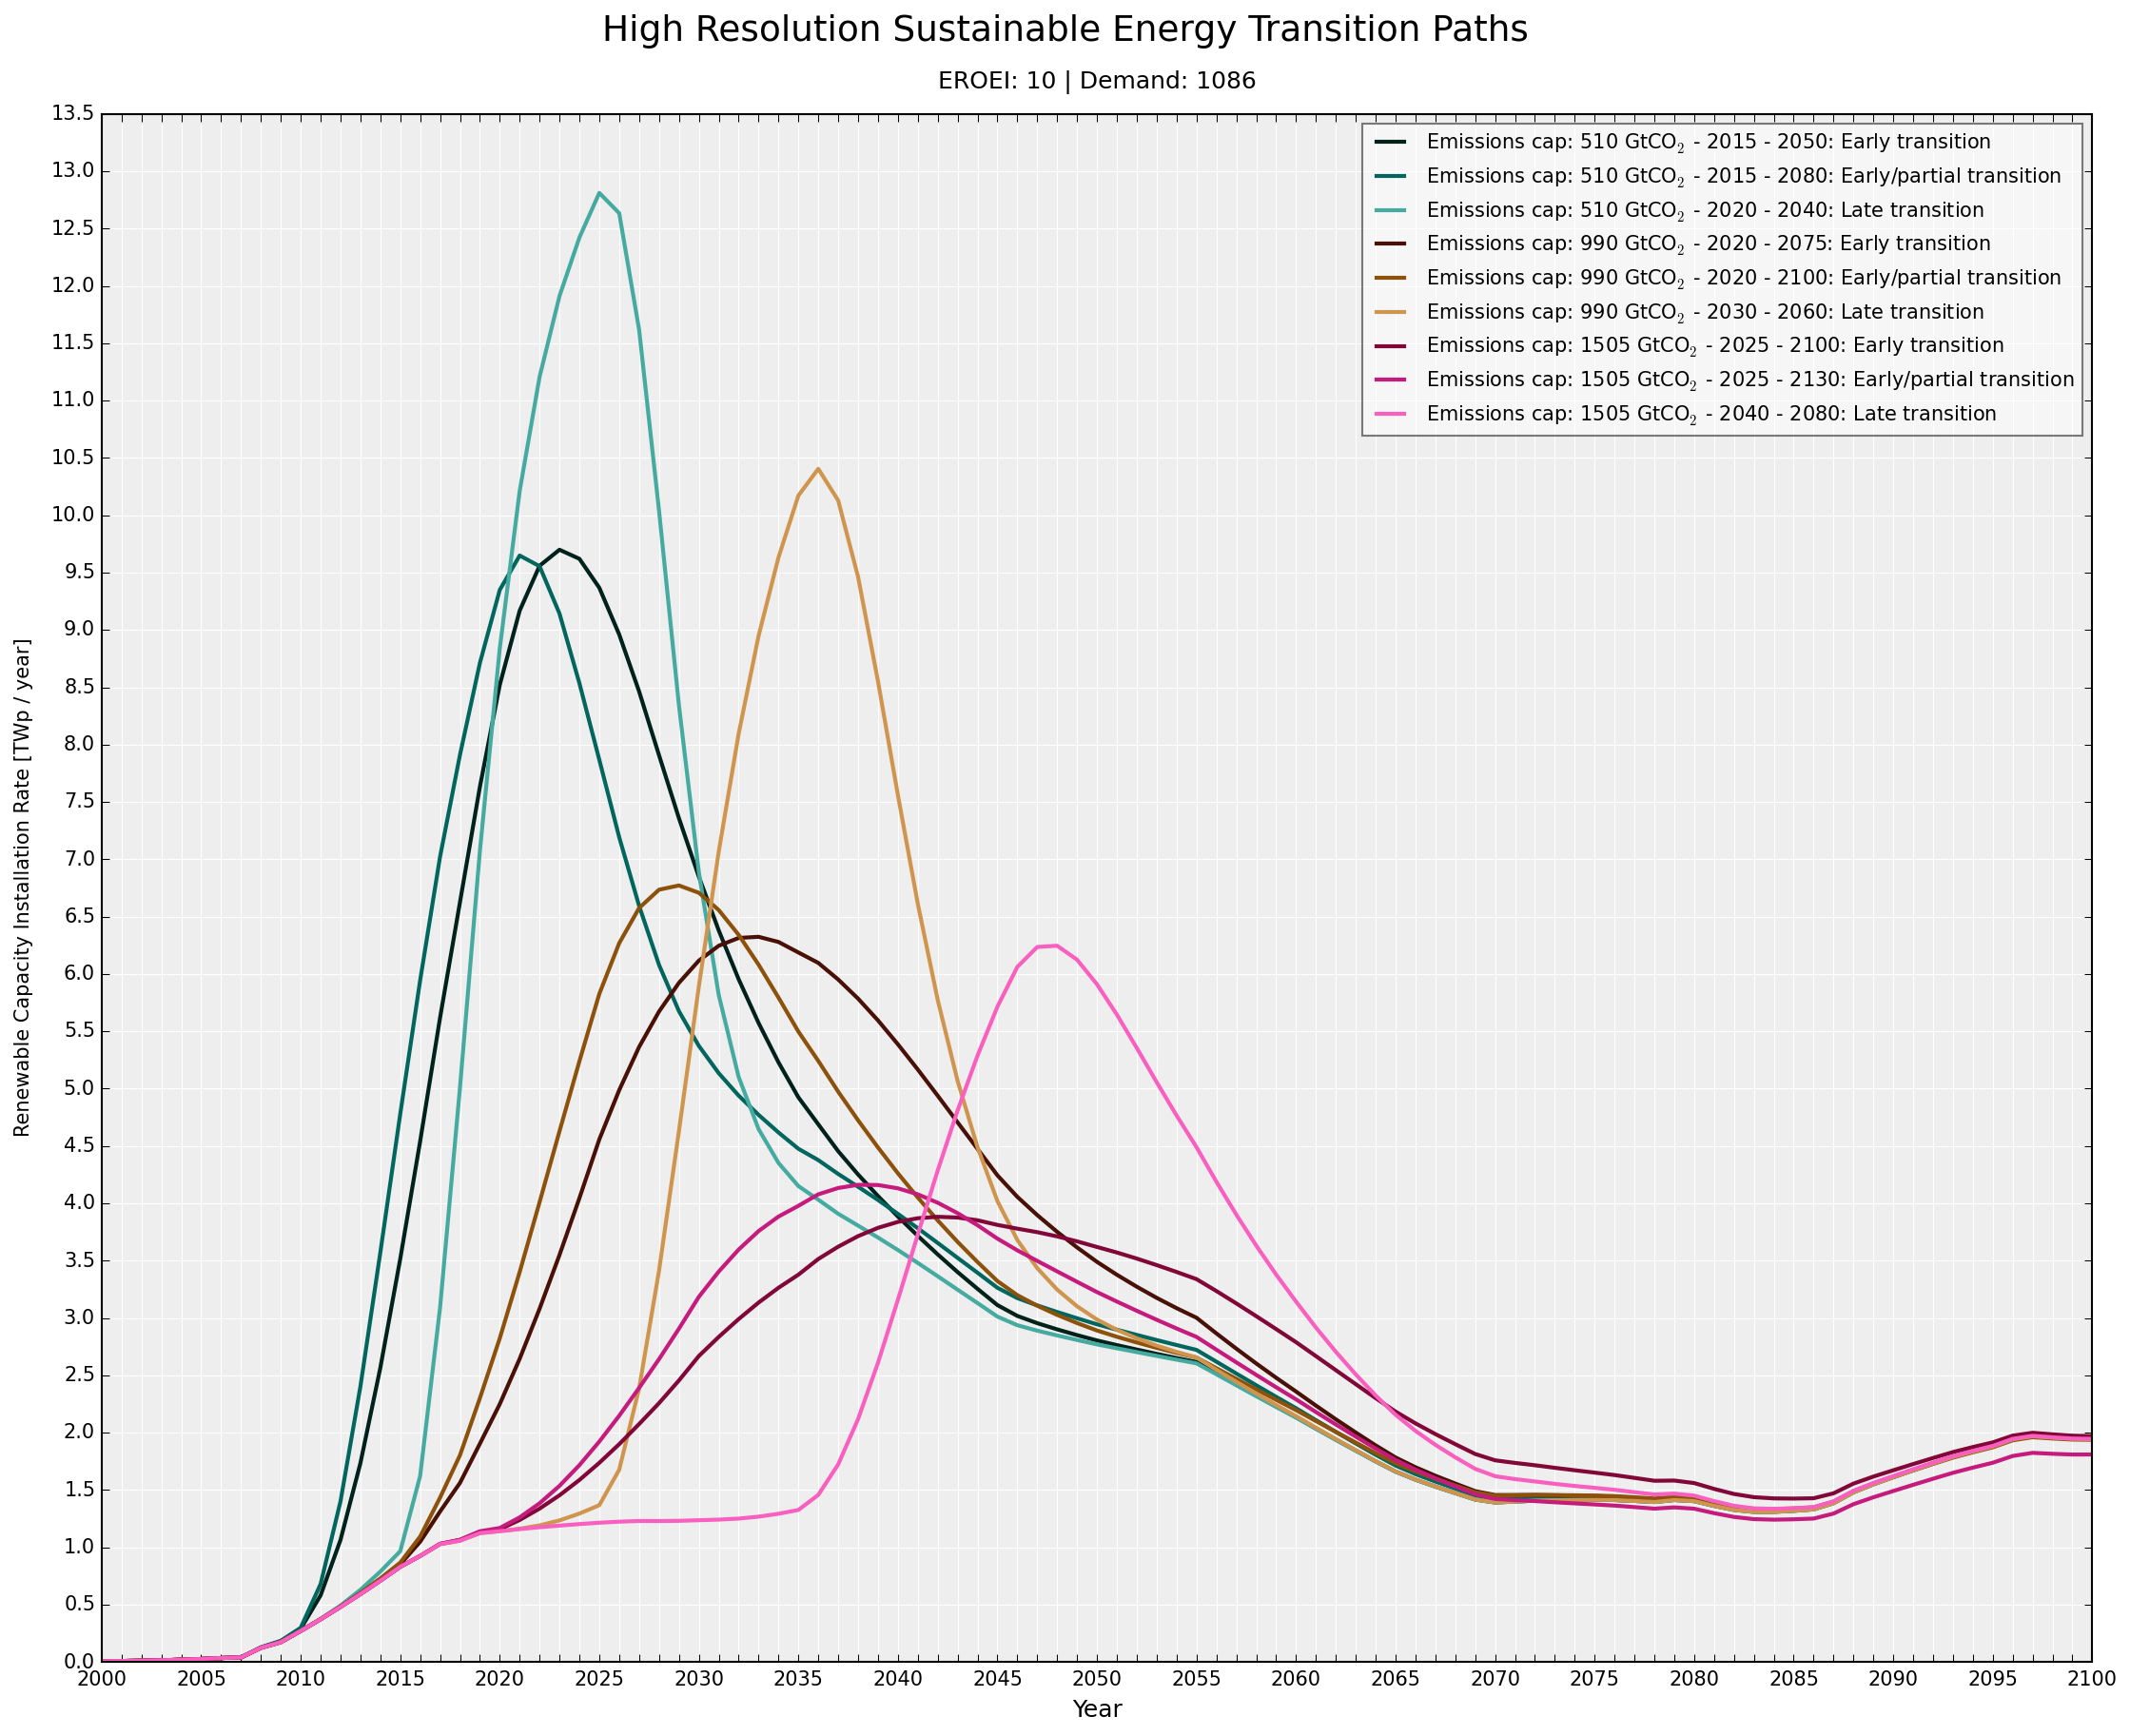 High Resolution Sustainable Energy Transition Paths
EROEI: 10 | Demand: 1086
Emissions cap: 510 GtCO₂ - 2015 - 2050: Early transition
Emissions cap: 510 GtCO₂ - 2015 - 2080: Early/partial transition
Emissions cap: 510 GtCO₂ - 2020 - 2040: Late transition
Emissions cap: 990 GtCO₂ - 2020 - 2075: Early transition
Emissions cap: 990 GtCO₂ - 2020 - 2100: Early/partial transition
Emissions cap: 990 GtCO₂ - 2030 - 2060: Late transition
Emissions cap: 1505 GtCO₂ - 2025 - 2100: Early transition
Emissions cap: 1505 GtCO₂ - 2025 - 2130: Early/partial transition
Emissions cap: 1505 GtCO₂ - 2040 - 2080: Late transition
Renewable Capacity Installation Rate [TWp / year]
13.5
13.0
12.5
12.0
11.5
11.0
10.5
10.0
9.5
9.0
8.5
8.0
7.5
7.0
6.5
6.0
5.5
5.0
4.5
4.0
3.5
3.0
2.5
2.0
1.5
1.0
0.5
0.0
2000 2005 2010 2015 2020 2025 2030 2035 2040 2045 2050 2055 2060 2065 2070 2075 2080 2085 2090 2095 2100
Year